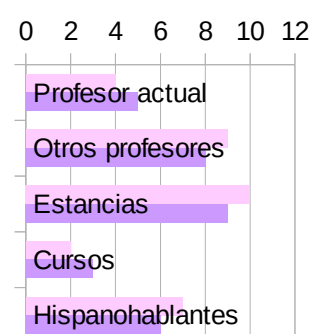 0 2 4 6 8 10 12
Profesor actual
Otros profesores
Estancias
Cursos
Hispanohablantes